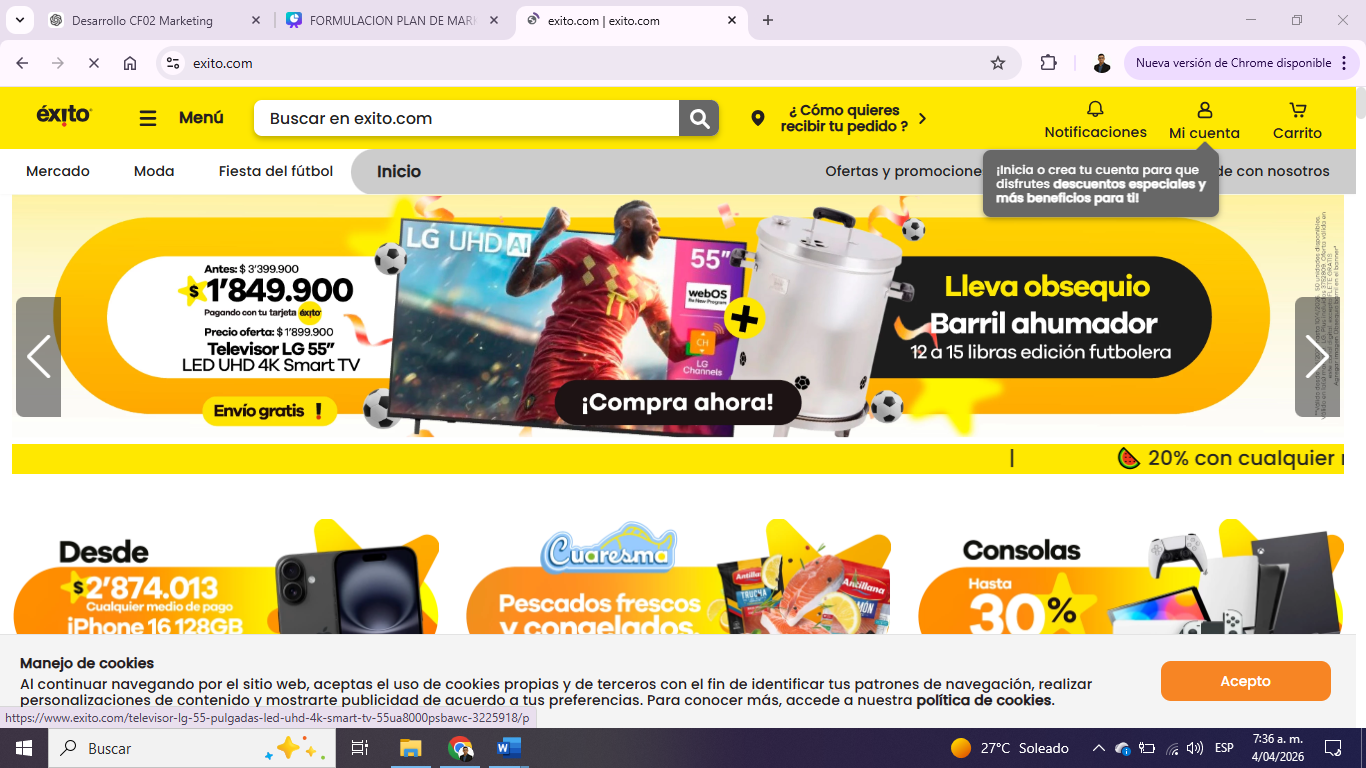 Desarrollo CF02 Marketing
FORMULACION PLAN DE MAR
exito.com | exito.com
exito.com
Nueva versión de Chrome disponible
éxito
Menú
Buscar en exito.com
¿ Cómo quieres
recibir tu pedido ?
Notificaciones
Mi cuenta
Carrito
Mercado
Moda
Fiesta del fútbol
Inicio
Ofertas y promocione
de con nosotros
¡Inicia o crea tu cuenta para que
disfrutes descuentos especiales y
más beneficios para ti!
Antes: $ 3'399.900
$ 1'849.900
Pagando con tu tarjeta éxito
Precio oferta: $ 1'899.900
Televisor LG 55”
LED UHD 4K Smart TV
Envío gratis !
LG UHD AI
55”
webOS
Re:New Program
CH
LG
Channels
+
¡Compra ahora!
Lleva obsequio
Barril ahumador
12 a 15 libras edición futbolera
| 20% con cualquier
Desde
$2'874.013
Cualquier medio de pago
iPhone 16 128GB
Cuaresma
Pescados frescos
y congelados.
Antillana
TRUCHA
Antillana
Consolas
Hasta
30%
Manejo de cookies
Al continuar navegando por el sitio web, aceptas el uso de cookies propias y de terceros con el fin de identificar tus patrones de navegación, realizar
personalizaciones de contenido y mostrarte publicidad de acuerdo a tus preferencias. Para conocer más, accede a nuestra política de cookies.
Acepto
https://www.exito.com/televisor-lg-55-pulgadas-led-uhd-4k-smart-tv-55ua8000psbawc-3225918/p
Buscar
27°C Soleado
ESP
7:36 a. m.
4/04/2026